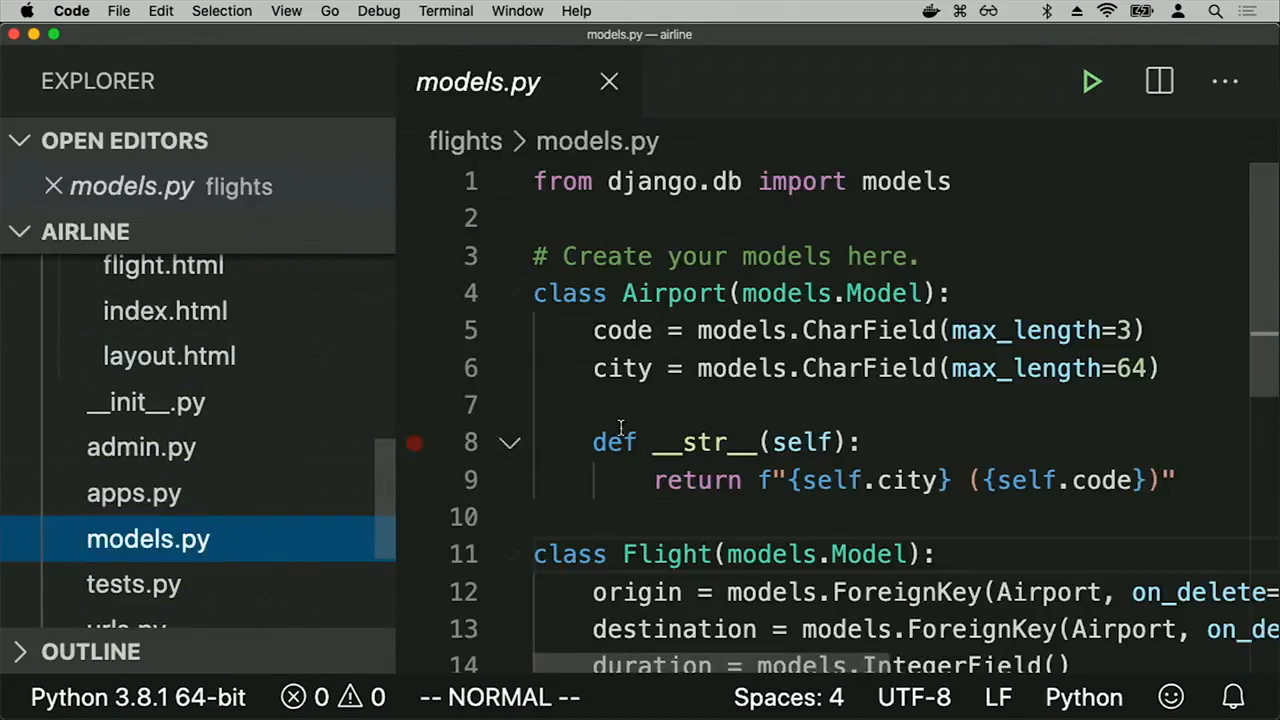 Code File Edit Selection View Go Debug Terminal Window Help
models.py — airline
EXPLORER
models.py
OPEN EDITORS
models.py flights
AIRLINE
flight.html
index.html
layout.html
__init__.py
admin.py
apps.py
models.py
tests.py
urls.py
OUTLINE
flights > models.py
1 from django.db import models
2
3 # Create your models here.
4 class Airport(models.Model):
5 code = models.CharField(max_length=3)
6 city = models.CharField(max_length=64)
7
8 def __str__(self):
9 return f"{self.city} ({self.code})"
10
11 class Flight(models.Model):
12 origin = models.ForeignKey(Airport, on_delete=
13 destination = models.ForeignKey(Airport, on_de
14 duration = models.IntegerField()
Python 3.8.1 64-bit 0 0 -- NORMAL -- Spaces: 4 UTF-8 LF Python